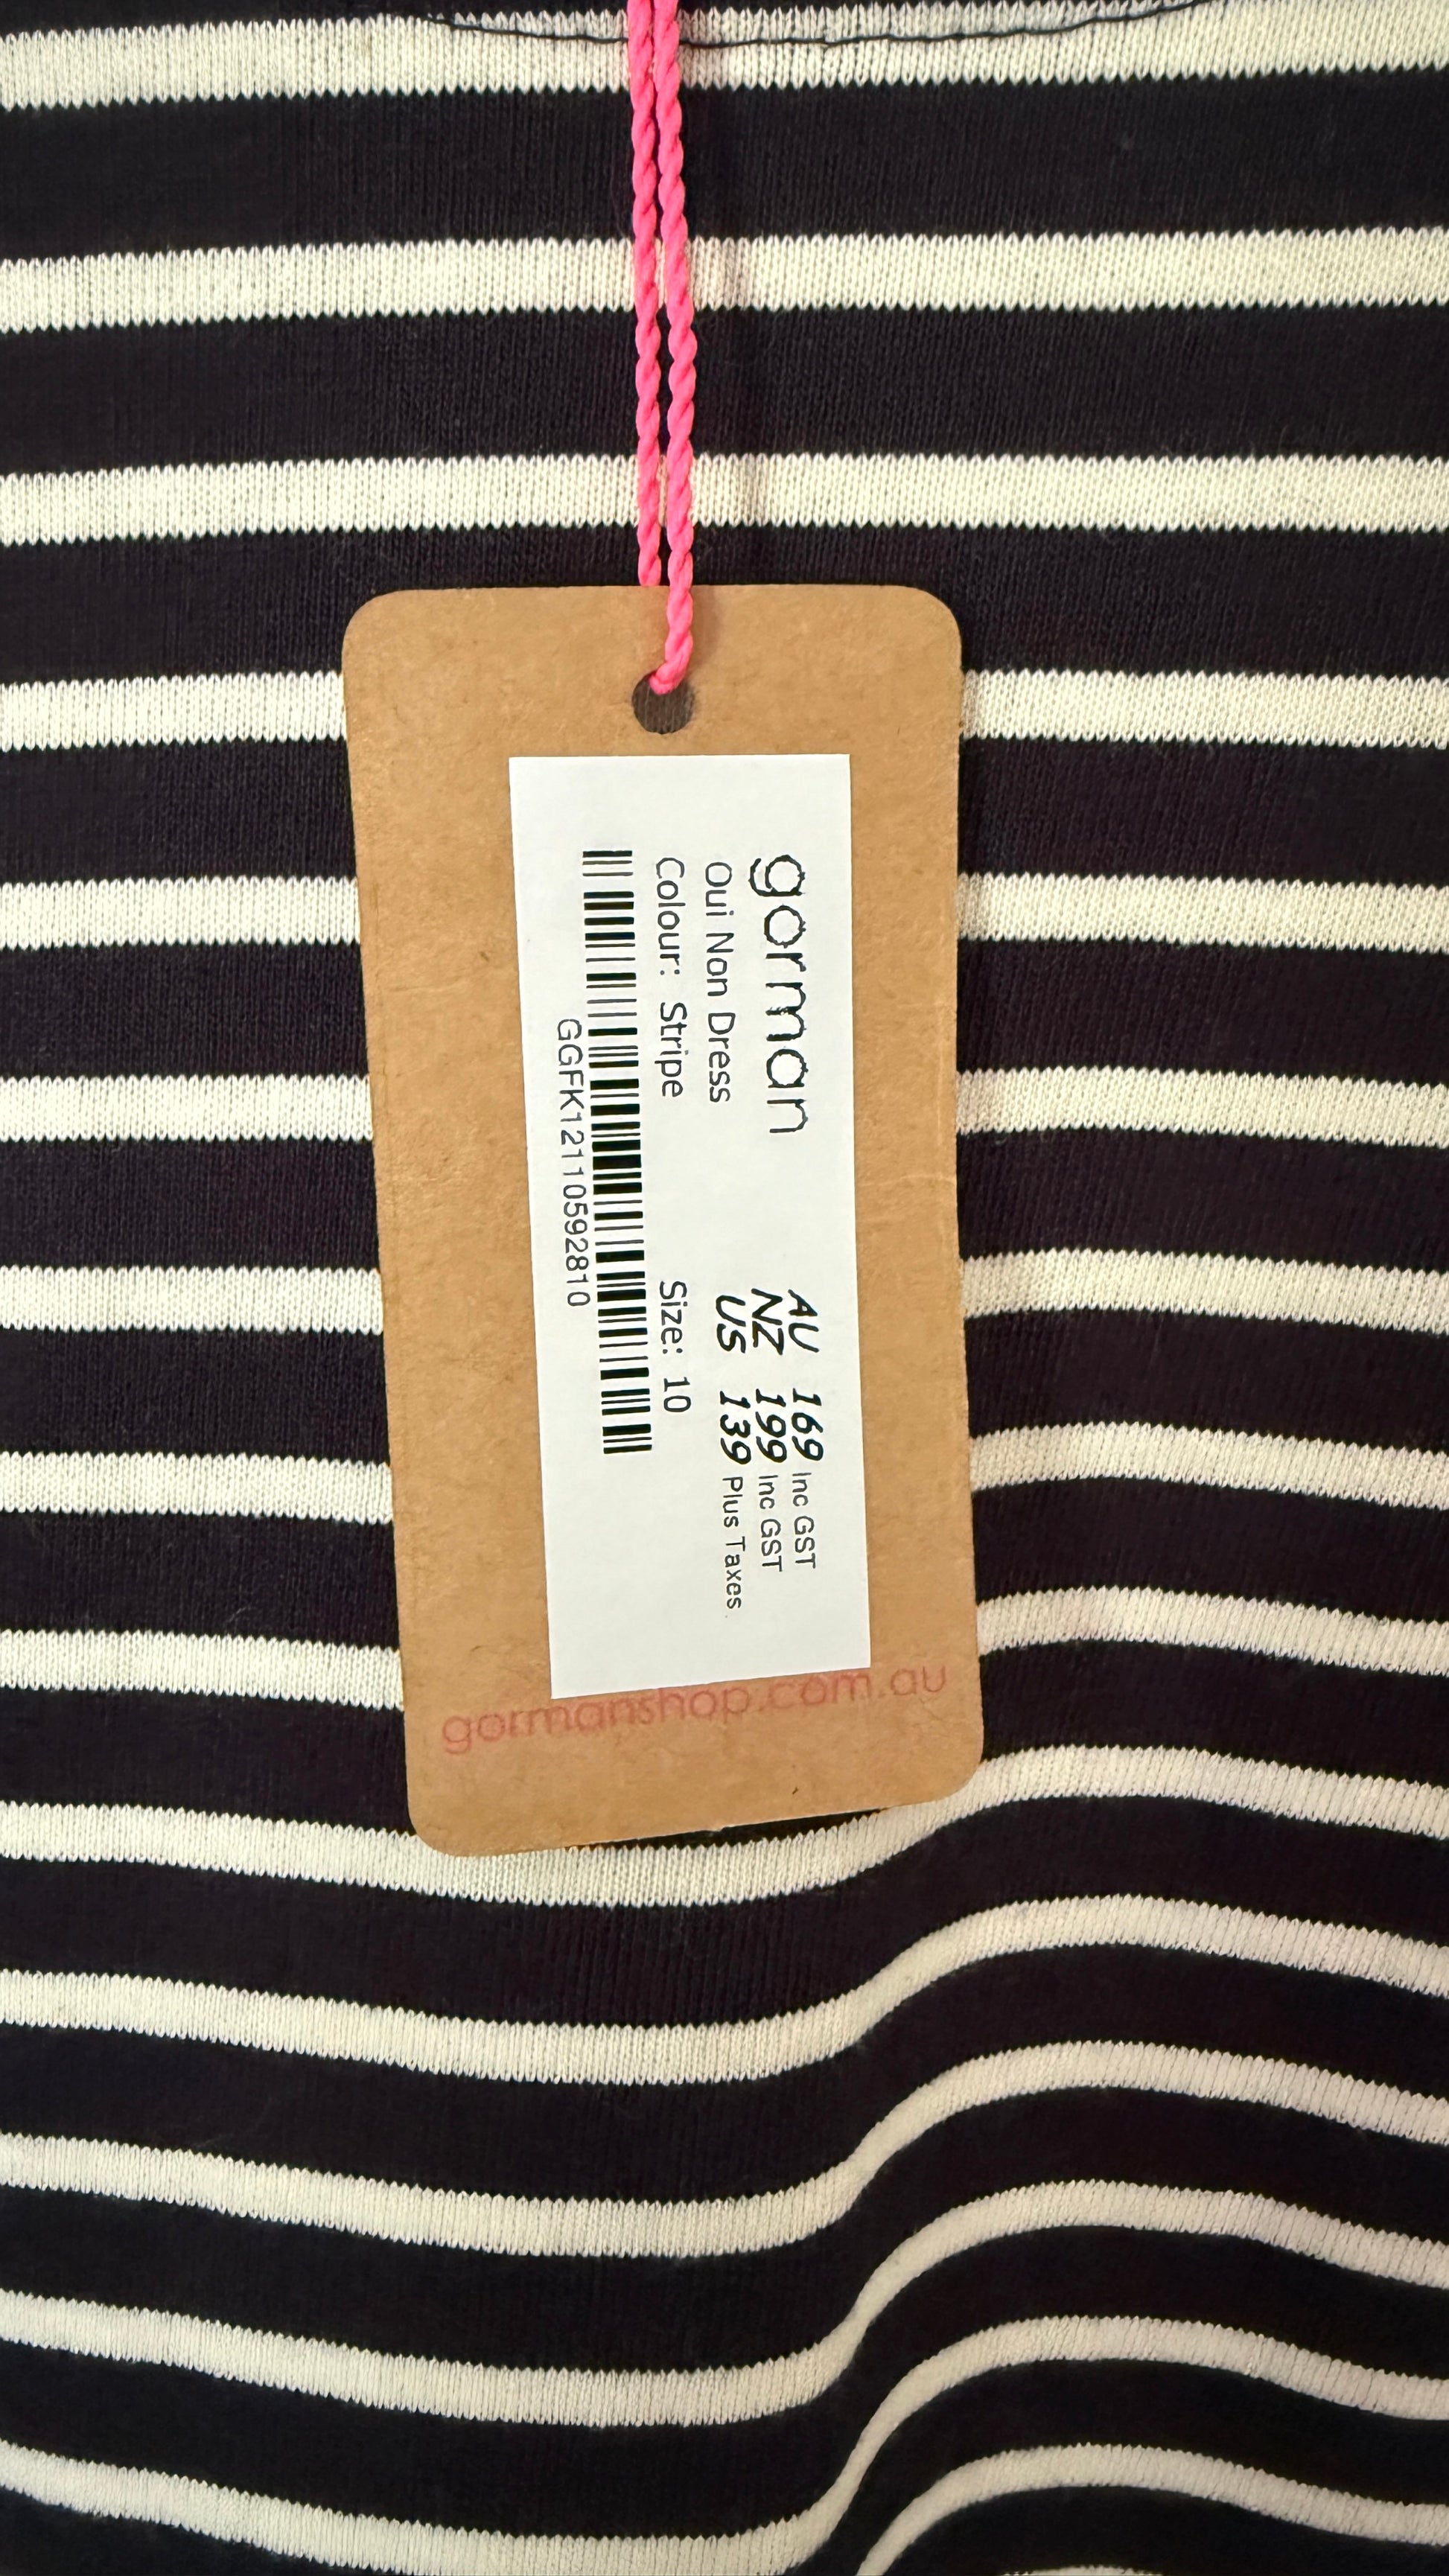 gorman
Oui Non Dress
Colour: Stripe
Size: 10
AU 169 Inc GST
NZ 199 Inc GST
US 139 Plus Taxes
GGFK12110592810
gormanshop.com.au